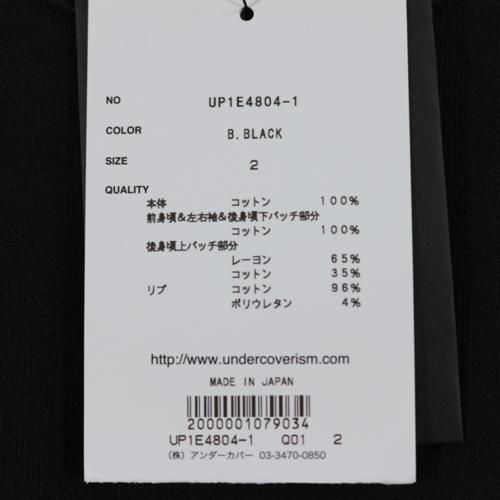 NO UP1E4804-1
COLOR B.BLACK
SIZE 2
QUALITY
本体 コットン 100%
前身頃&左右袖&後身頃下パッチ部分
コットン 100%
後身頃上パッチ部分
レーヨン 65%
コットン 35%
リブ コットン 96%
ポリウレタン 4%
http://www.undercoverism.com
MADE IN JAPAN
2000001079034
UP1E4804-1 Q01 2
(株) アンダーカバー 03-3470-0850